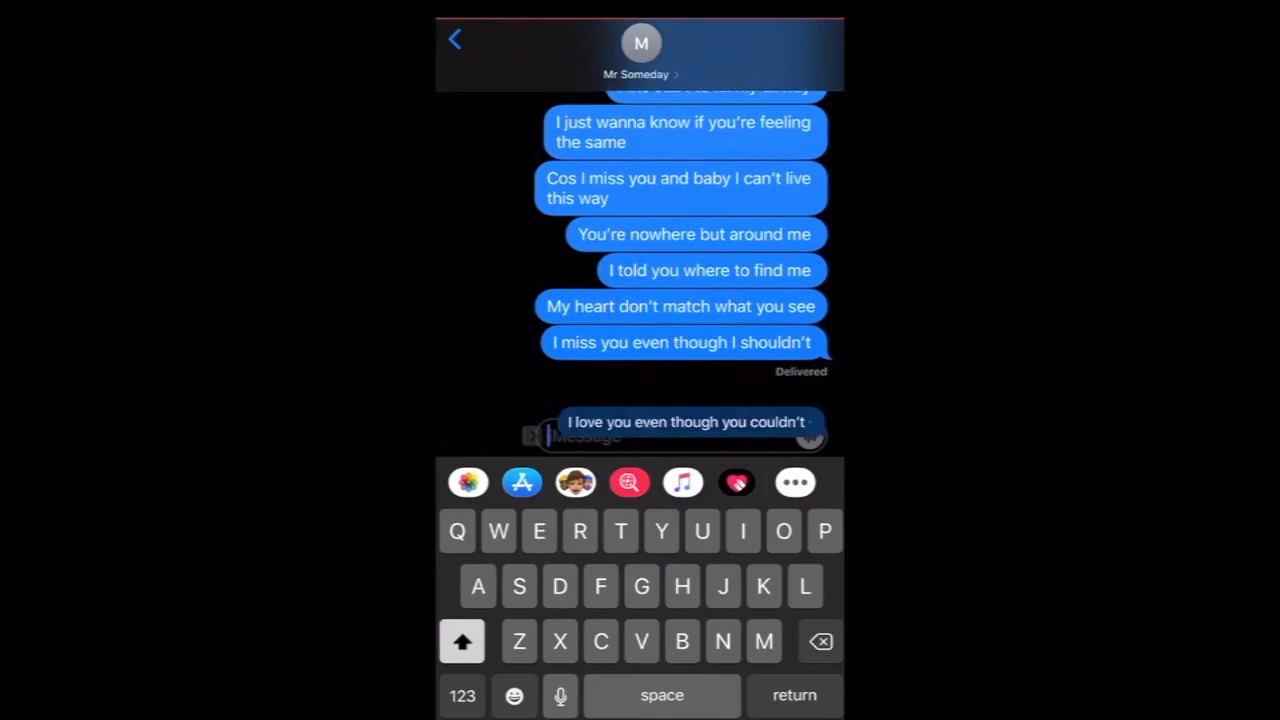 M
Mr Someday
I just wanna know if you're feeling
the same
Cos I miss you and baby I can't live
this way
You're nowhere but around me
I told you where to find me
My heart don't match what you see
I miss you even though I shouldn't
Delivered
I love you even though you couldn't
Message
Q W E R T Y U I O P
A S D F G H J K L
Z X C V B N M
123 space return